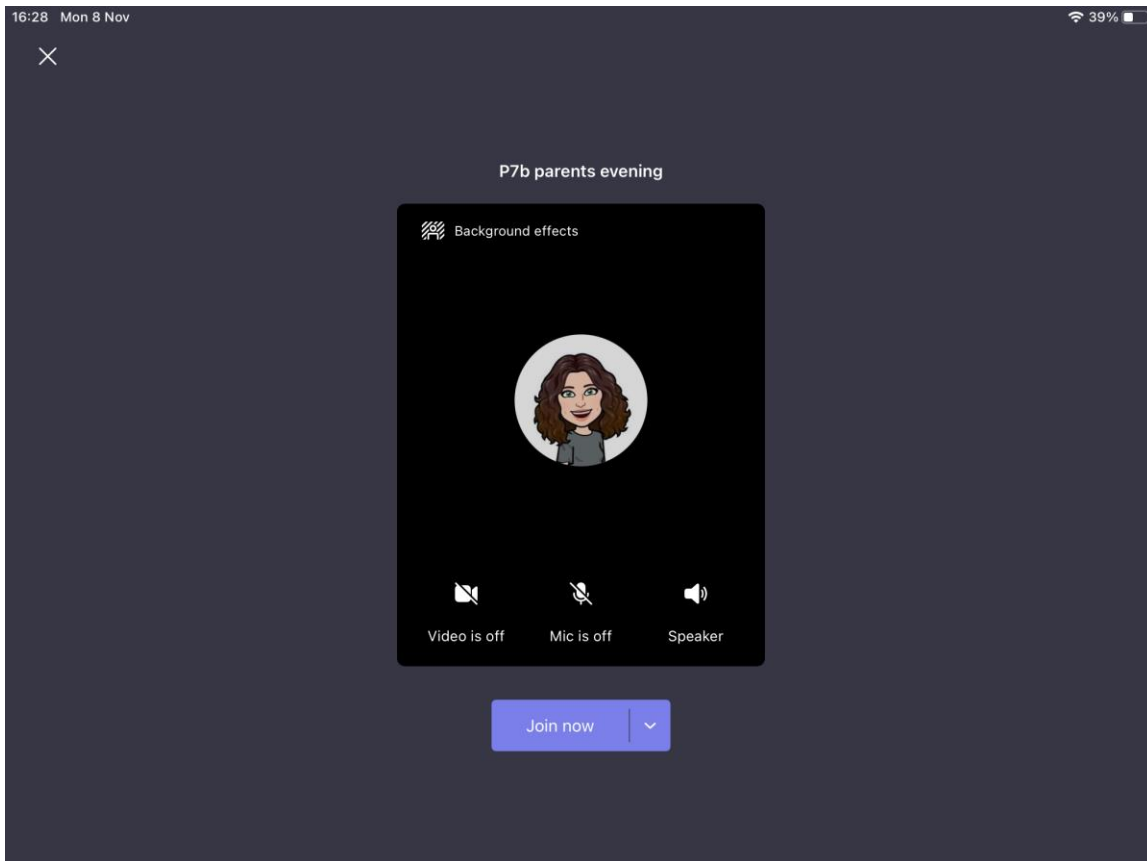 16:28 Mon 8 Nov 39%
P7b parents evening
Background effects
Video is off Mic is off Speaker
Join now